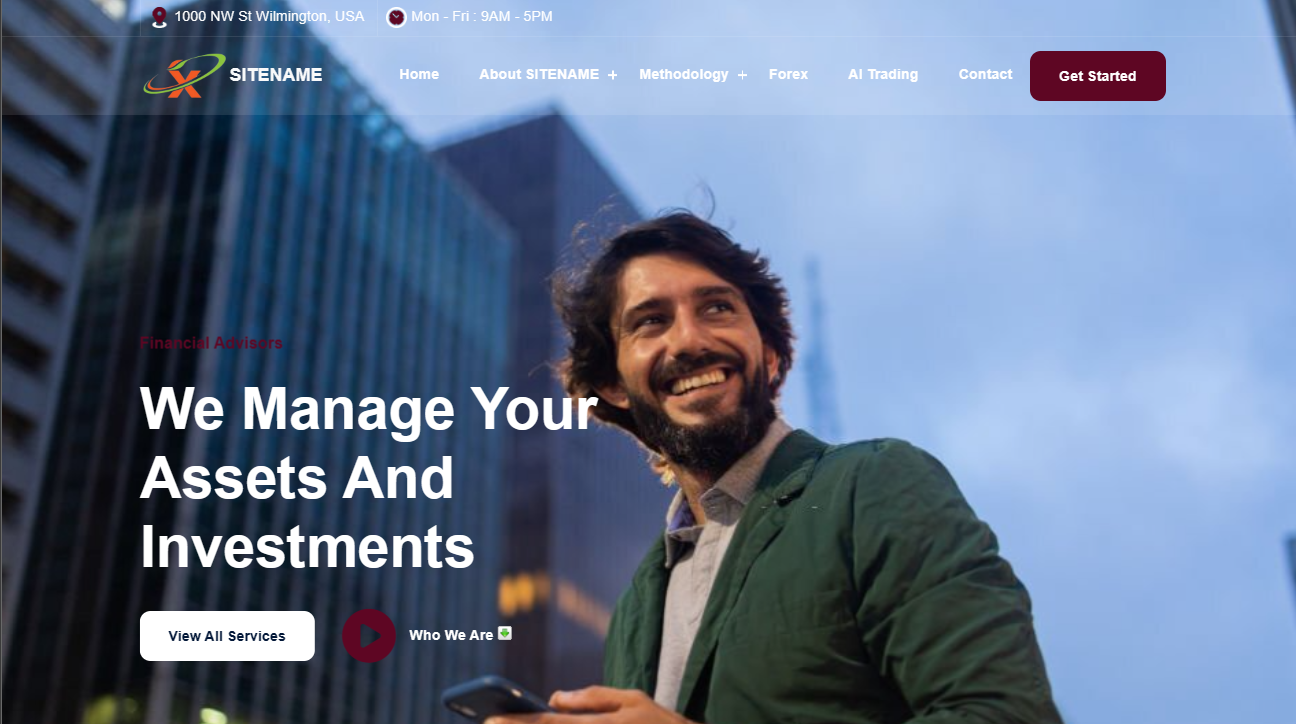 1000 NW St Wilmington, USA Mon - Fri : 9AM - 5PM
SITENAME Home About SITENAME + Methodology + Forex AI Trading Contact Get Started
Financial Advisors
We Manage Your
Assets And
Investments
View All Services Who We Are